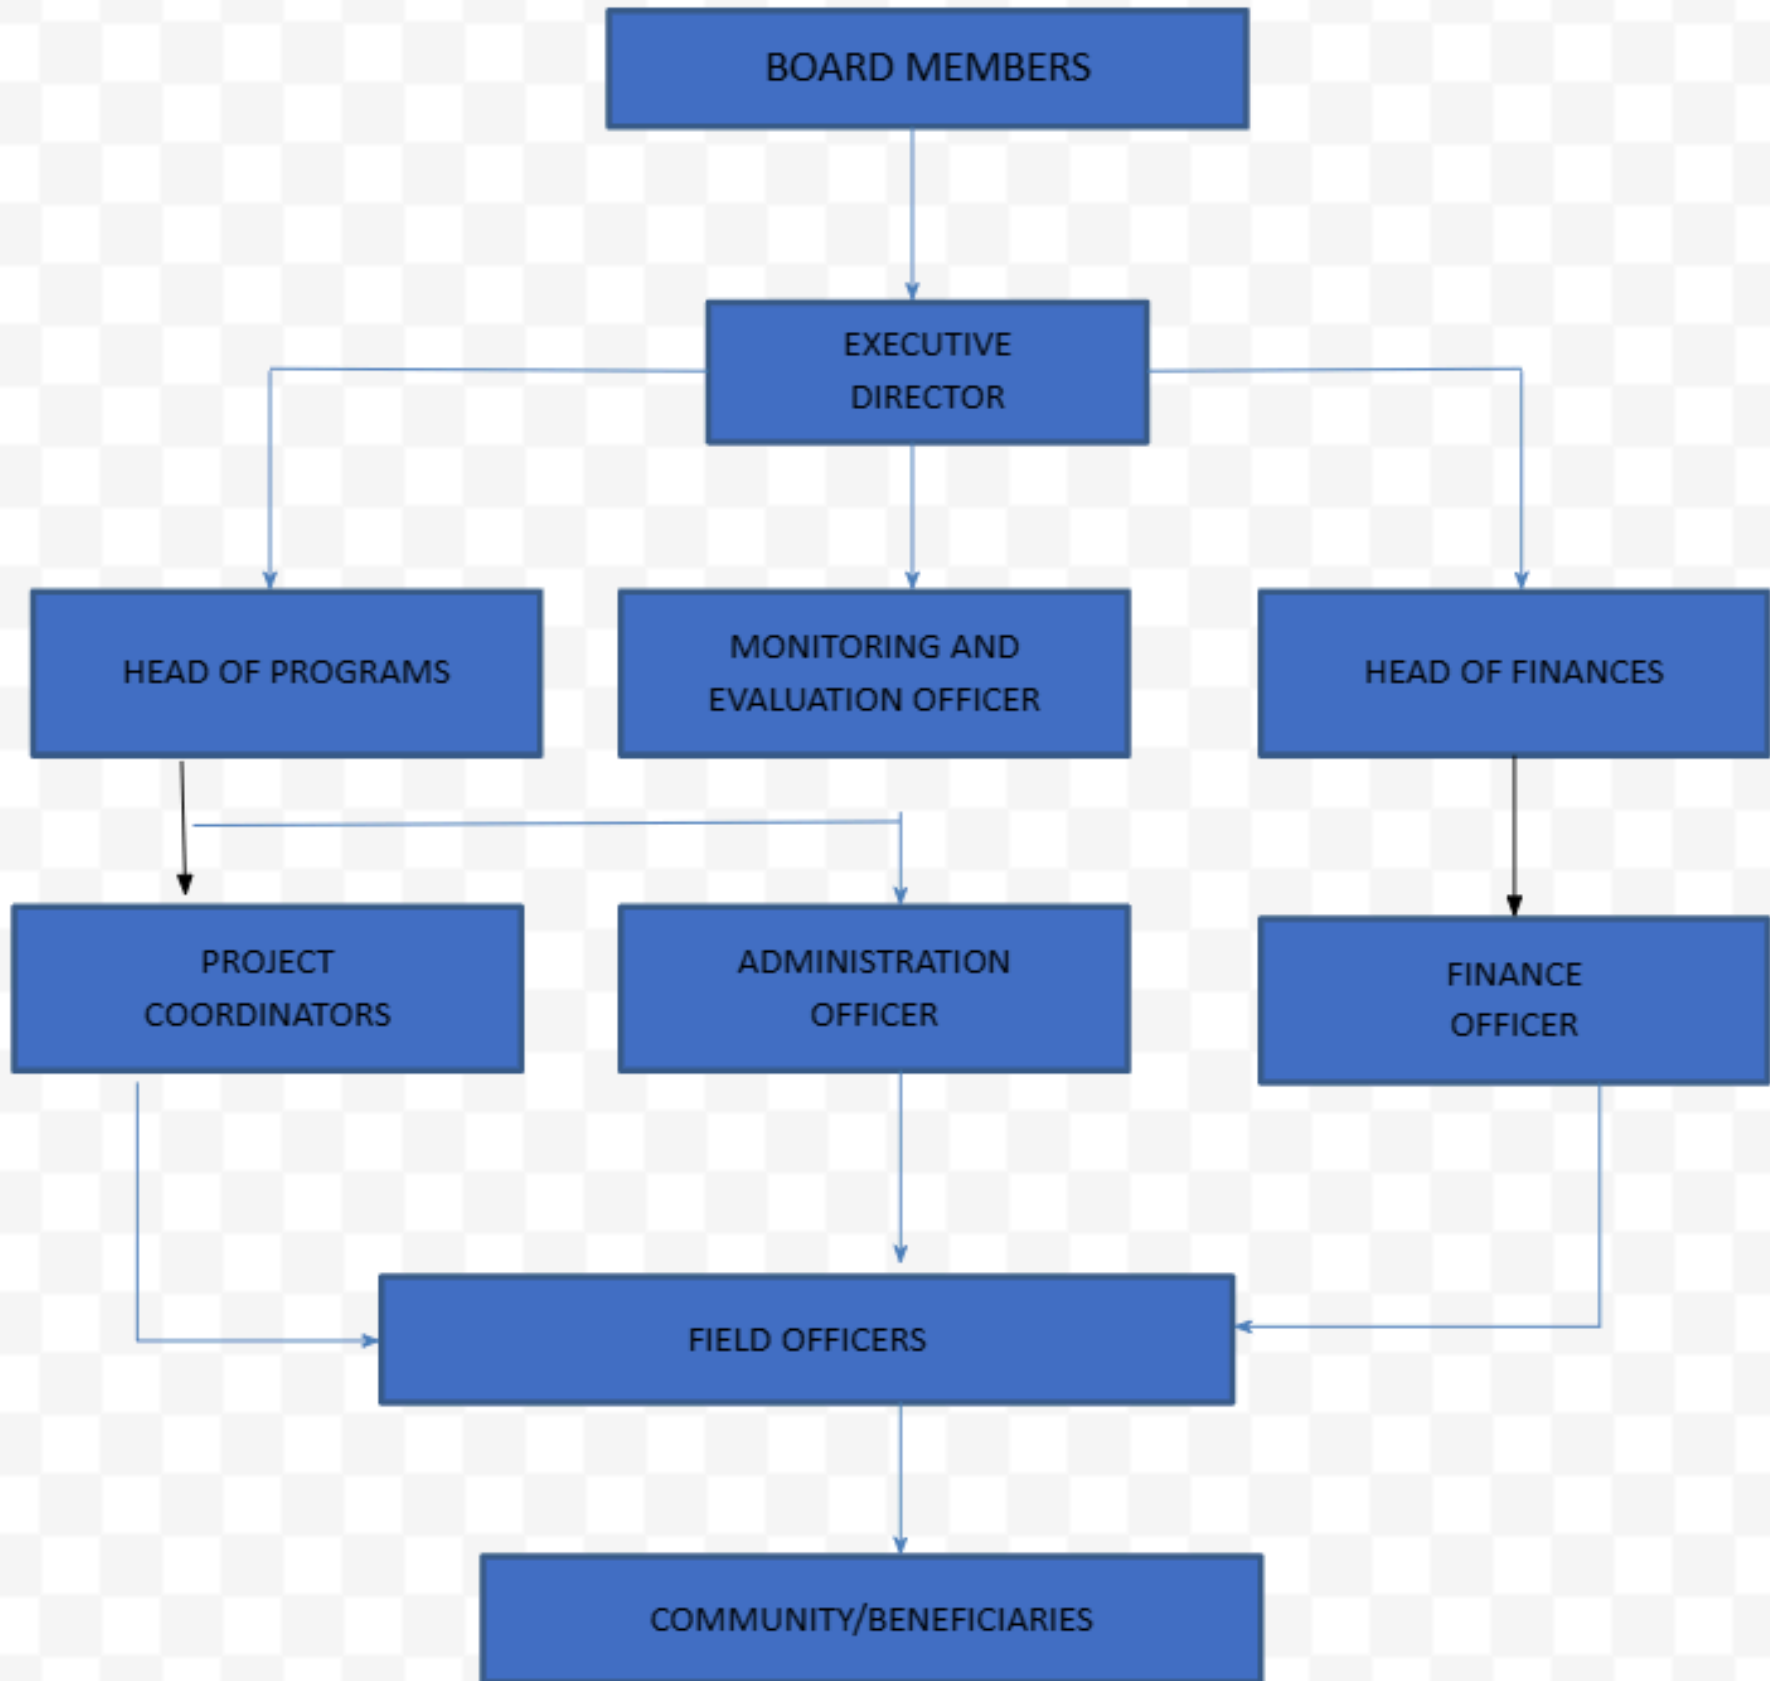 BOARD MEMBERS
EXECUTIVE
DIRECTOR
HEAD OF PROGRAMS
MONITORING AND
EVALUATION OFFICER
HEAD OF FINANCES
PROJECT
COORDINATORS
ADMINISTRATION
OFFICER
FINANCE
OFFICER
FIELD OFFICERS
COMMUNITY/BENEFICIARIES